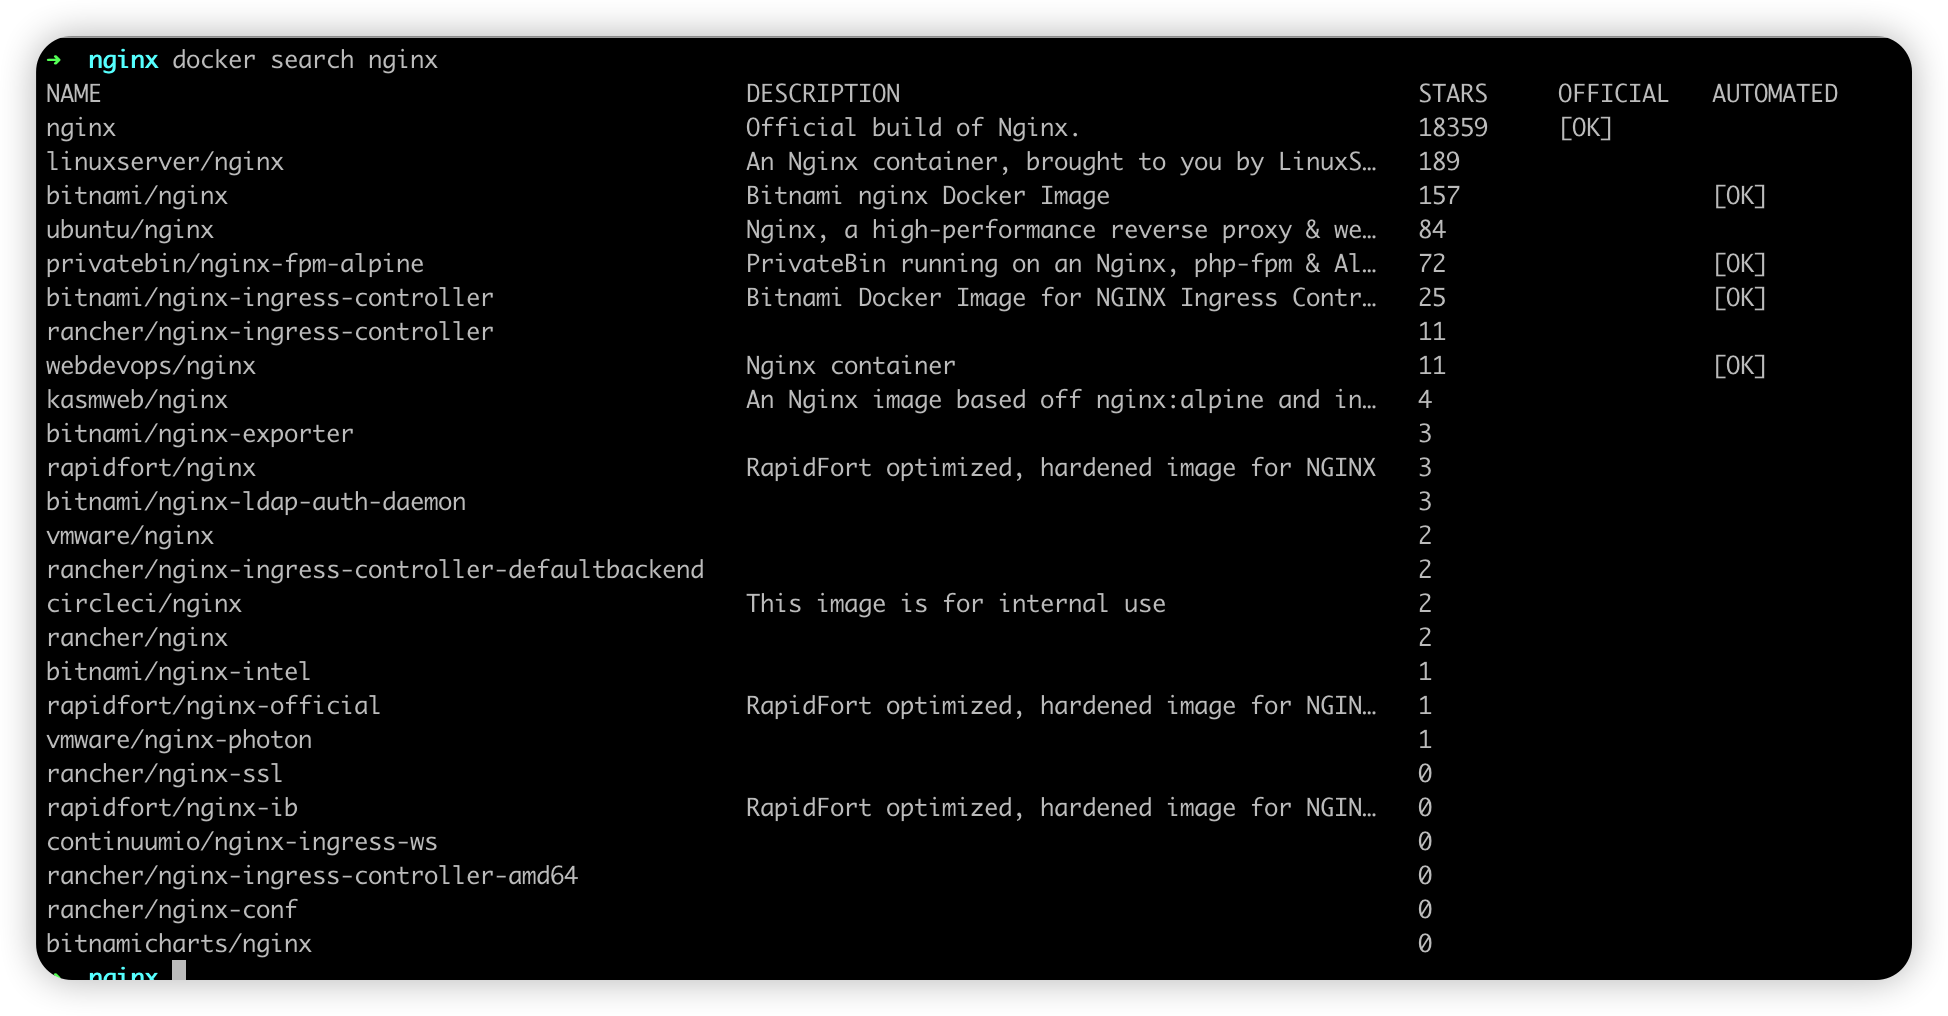 ➜ nginx docker search nginx
NAME DESCRIPTION STARS OFFICIAL AUTOMATED
nginx Official build of Nginx. 18359 [OK]
linuxserver/nginx An Nginx container, brought to you by LinuxS… 189
bitnami/nginx Bitnami nginx Docker Image 157 [OK]
ubuntu/nginx Nginx, a high-performance reverse proxy & we… 84
privatebin/nginx-fpm-alpine PrivateBin running on an Nginx, php-fpm & Al… 72 [OK]
bitnami/nginx-ingress-controller Bitnami Docker Image for NGINX Ingress Contr… 25 [OK]
rancher/nginx-ingress-controller 11
webdevops/nginx Nginx container 11 [OK]
kasmweb/nginx An Nginx image based off nginx:alpine and in… 4
bitnami/nginx-exporter 3
rapidfort/nginx RapidFort optimized, hardened image for NGINX 3
bitnami/nginx-ldap-auth-daemon 3
vmware/nginx 2
rancher/nginx-ingress-controller-defaultbackend 2
circleci/nginx This image is for internal use 2
rancher/nginx 2
bitnami/nginx-intel 1
rapidfort/nginx-official RapidFort optimized, hardened image for NGIN… 1
vmware/nginx-photon 1
rancher/nginx-ssl 0
rapidfort/nginx-ib RapidFort optimized, hardened image for NGIN… 0
continuumio/nginx-ingress-ws 0
rancher/nginx-ingress-controller-amd64 0
rancher/nginx-conf 0
bitnamicharts/nginx 0
➜ nginx